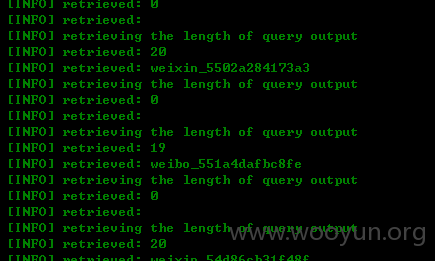 [INFO] retrieved: 0
[INFO] retrieved:
[INFO] retrieving the length of query output
[INFO] retrieved: 20
[INFO] retrieved: weixin_5502a284173a3
[INFO] retrieving the length of query output
[INFO] retrieved: 0
[INFO] retrieved:
[INFO] retrieving the length of query output
[INFO] retrieved: 19
[INFO] retrieved: weibo_551a4dafbc8fe
[INFO] retrieving the length of query output
[INFO] retrieved: 0
[INFO] retrieved:
[INFO] retrieving the length of query output
[INFO] retrieved: 20
www.wooyun.org
[INFO] retrieved: weixin_54d86cb31f48f